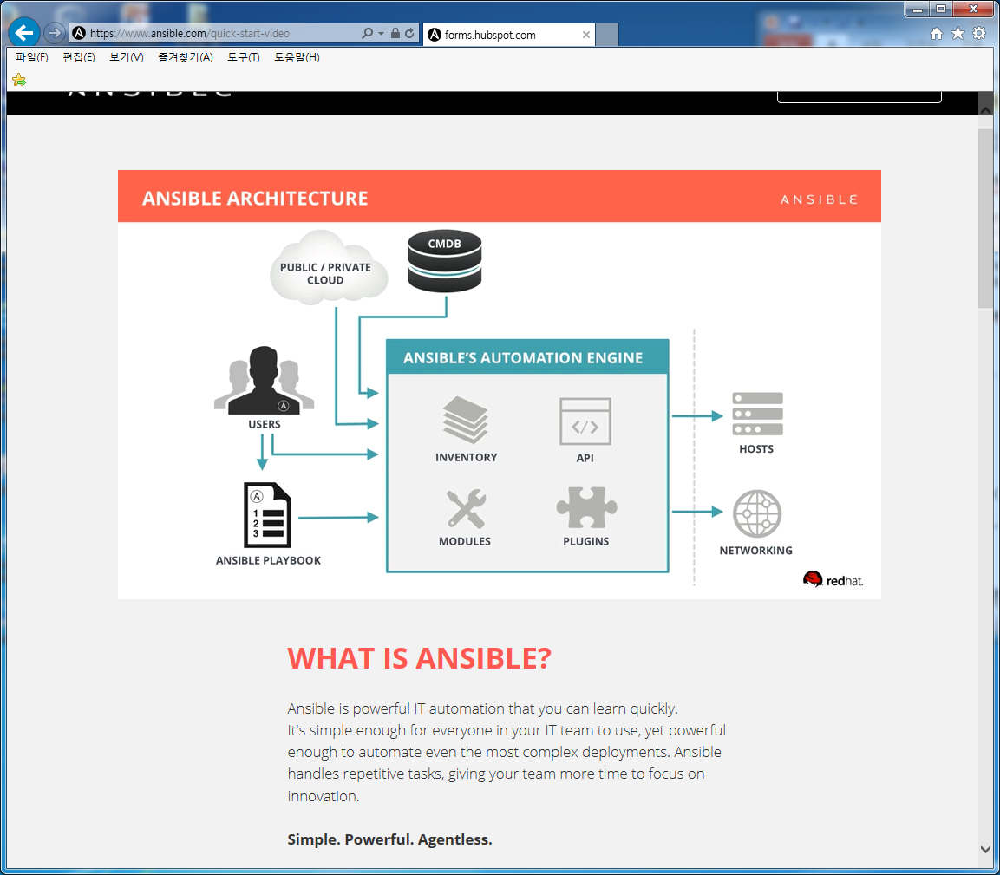 https://www.ansible.com/quick-start-video
forms.hubspot.com
파일(F) 편집(E) 보기(V) 즐겨찾기(A) 도구(T) 도움말(H)
ANSIBLE
ANSIBLE ARCHITECTURE
ANSIBLE
PUBLIC / PRIVATE
CLOUD
CMDB
ANSIBLE'S AUTOMATION ENGINE
USERS
INVENTORY
API
HOSTS
1
2
3
MODULES
PLUGINS
NETWORKING
ANSIBLE PLAYBOOK
redhat.
WHAT IS ANSIBLE?
Ansible is powerful IT automation that you can learn quickly.
It's simple enough for everyone in your IT team to use, yet powerful
enough to automate even the most complex deployments. Ansible
handles repetitive tasks, giving your team more time to focus on
innovation.
Simple. Powerful. Agentless.